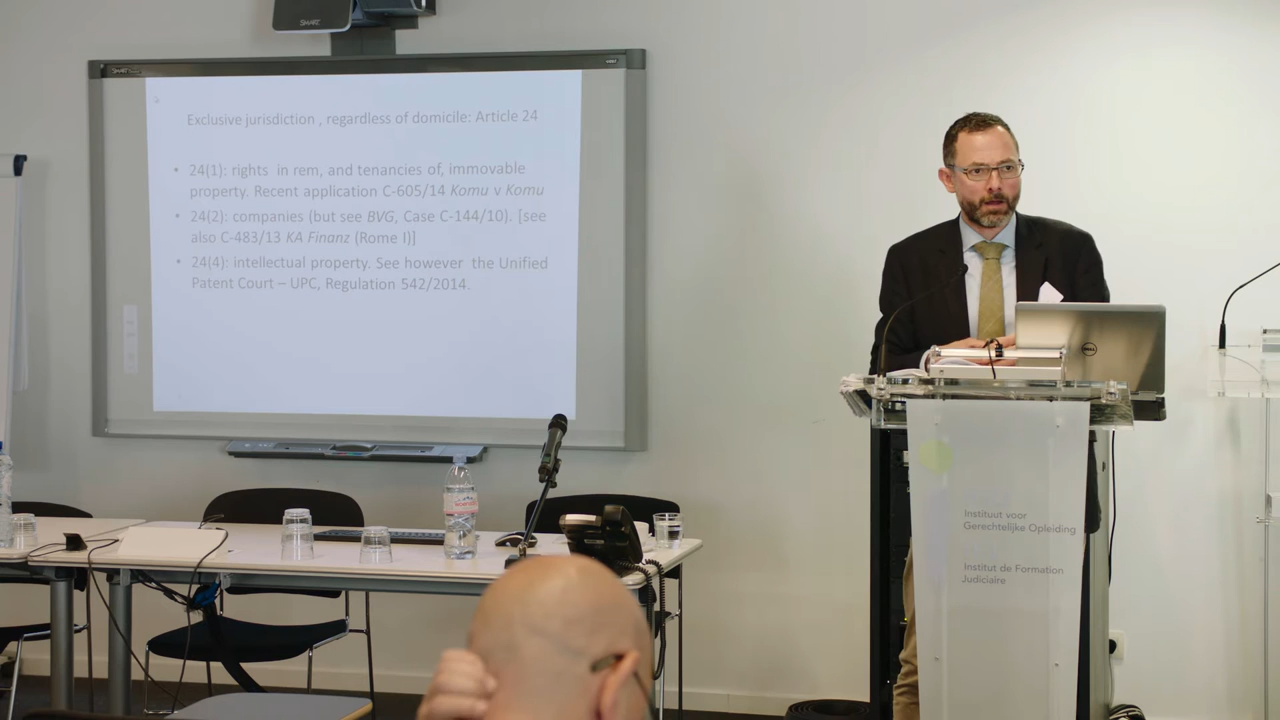 SMART
SMART
Exclusive jurisdiction , regardless of domicile: Article 24
• 24(1): rights in rem, and tenancies of, immovable
property. Recent application C-605/14 Komu v Komu
• 24(2): companies (but see BVG, Case C-144/10). [see
also C-483/13 KA Finanz (Rome I)]
• 24(4): intellectual property. See however the Unified
Patent Court – UPC, Regulation 542/2014.
DELL
Instituut voor
Gerechtelijke Opleiding
Institut de Formation
Judiciaire